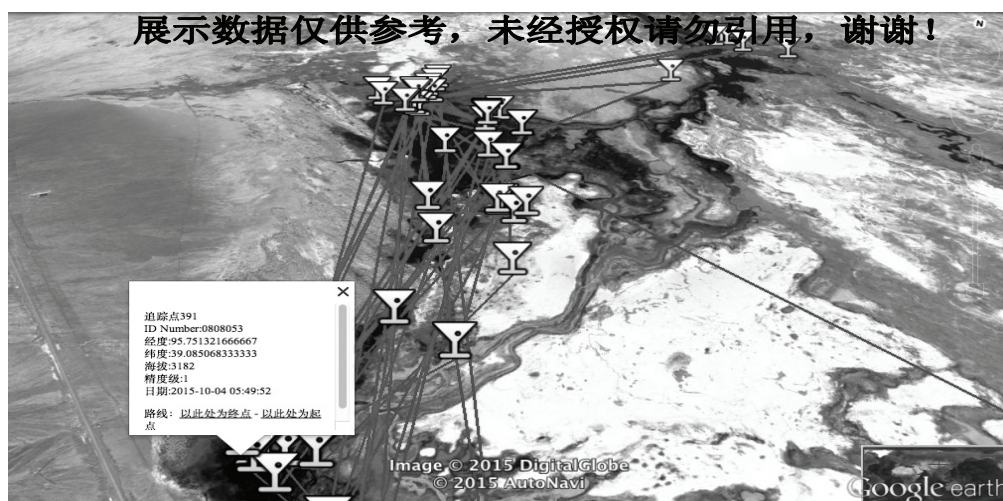 展示数据仅供参考，未经授权请勿引用，谢谢！
N
×
追踪点391
ID Number:0808053
经度:95.751321666667
纬度:39.085068333333
海拔:3182
精度级:1
日期:2015-10-04 05:49:52
路线：以此处为终点 - 以此处为起
点
Image © 2015 DigitalGlobe
© 2015 AutoNavi
Google earth